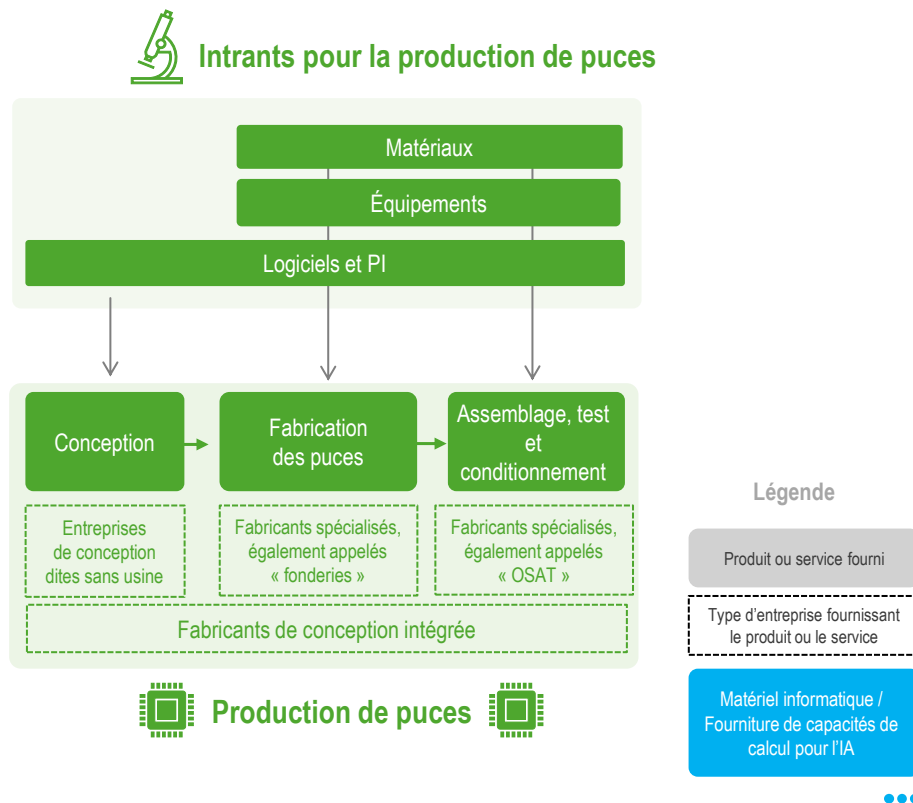 Intrants pour la production de puces
Matériaux
Équipements
Logiciels et PI
Conception
Fabrication
des puces
Assemblage, test
et
conditionnement
Entreprises
de conception
dites sans usine
Fabricants spécialisés,
également appelés
« fonderies »
Fabricants spécialisés,
également appelés
« OSAT »
Fabricants de conception intégrée
Production de puces
Légende
Produit ou service fourni
Type d'entreprise fournissant
le produit ou le service
Matériel informatique /
Fourniture de capacités de
calcul pour l'IA